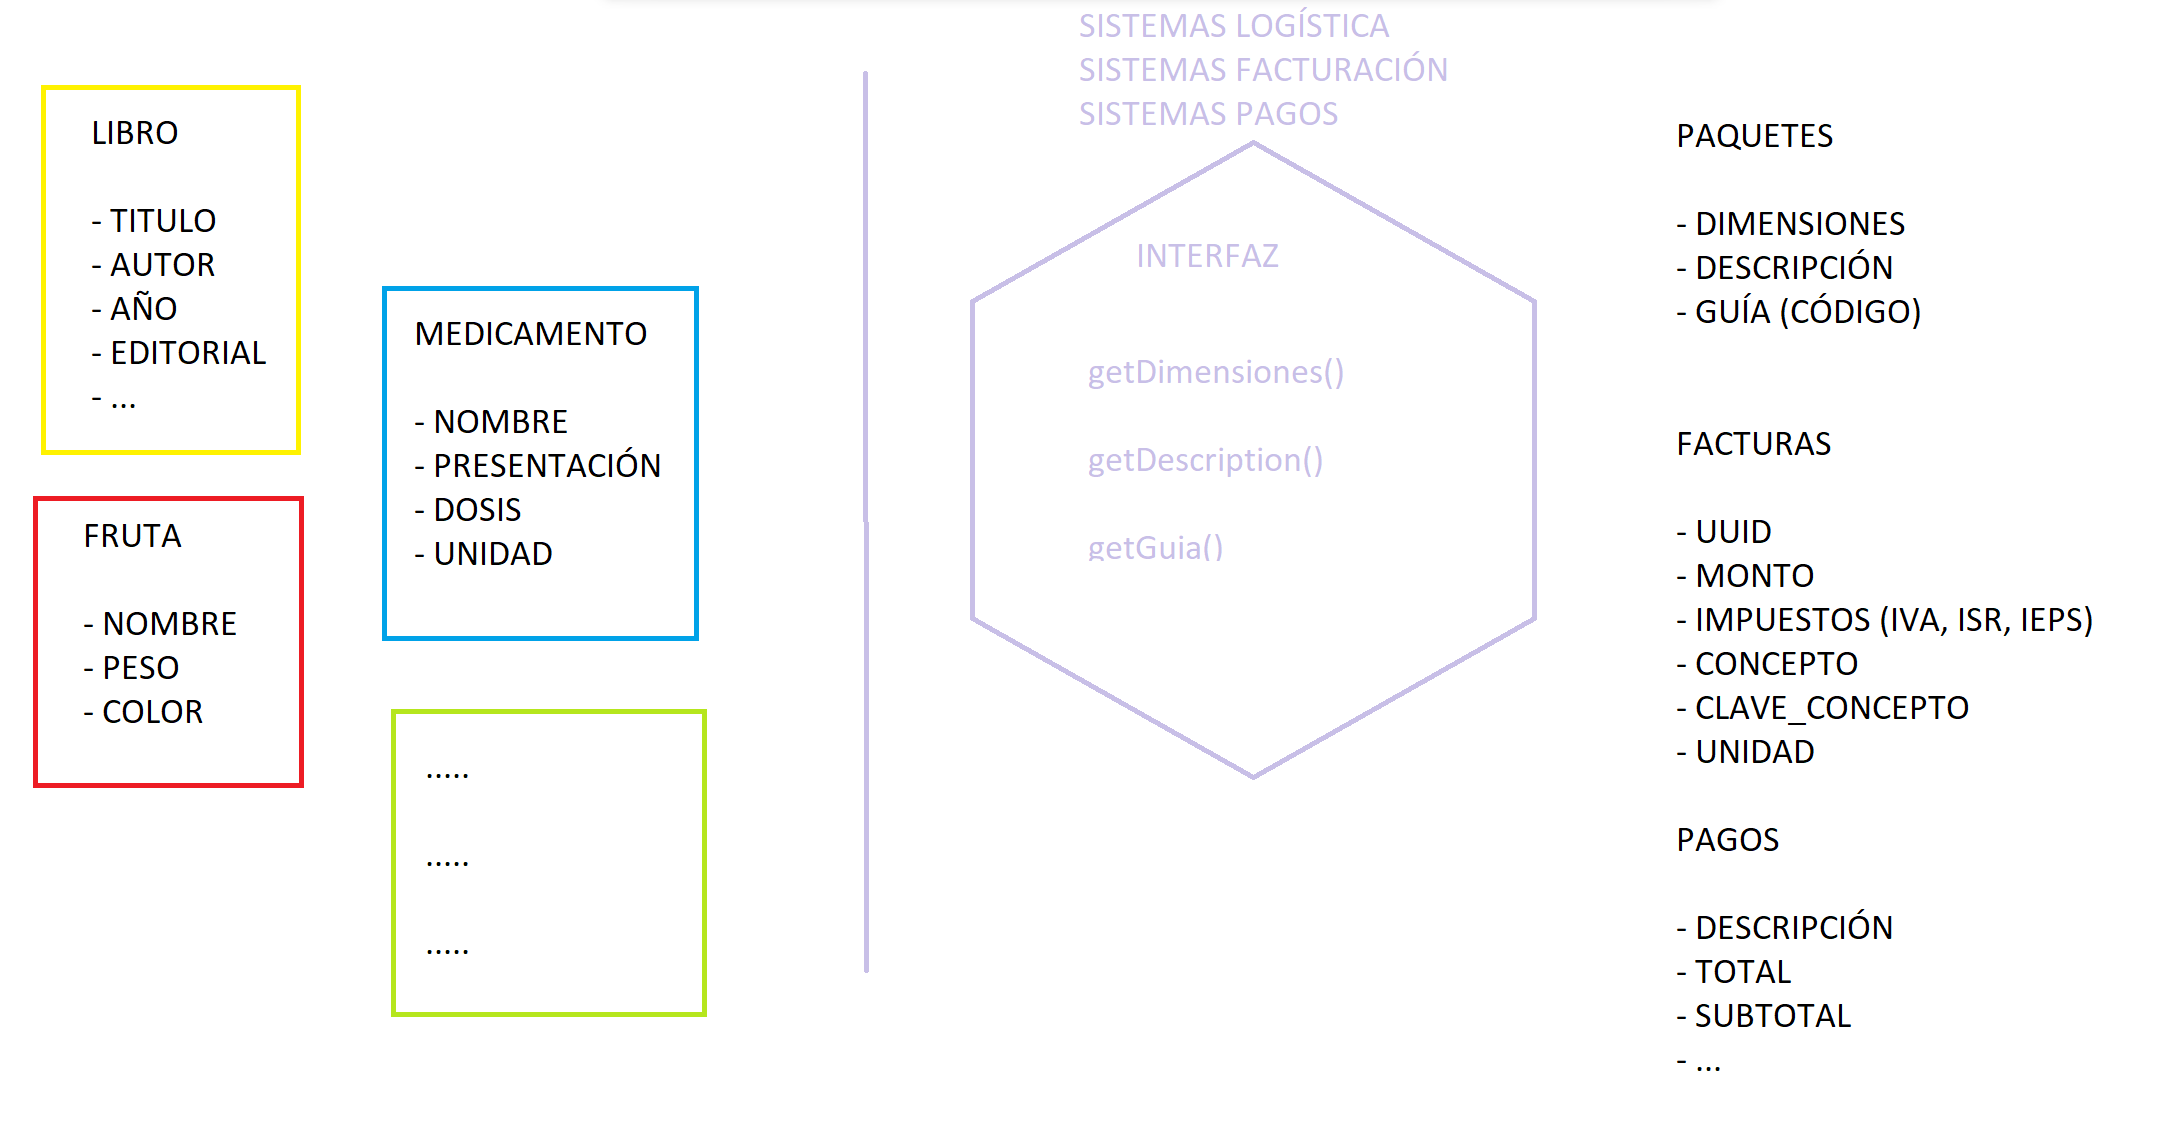 LIBRO
- TITULO
- AUTOR
- AÑO
- EDITORIAL
- ...
FRUTA
- NOMBRE
- PESO
- COLOR
MEDICAMENTO
- NOMBRE
- PRESENTACIÓN
- DOSIS
- UNIDAD
.....
.....
.....
SISTEMAS LOGÍSTICA
SISTEMAS FACTURACIÓN
SISTEMAS PAGOS
INTERFAZ
getDimensiones()
getDescription()
getGuia()
PAQUETES
- DIMENSIONES
- DESCRIPCIÓN
- GUÍA (CÓDIGO)
FACTURAS
- UUID
- MONTO
- IMPUESTOS (IVA, ISR, IEPS)
- CONCEPTO
- CLAVE_CONCEPTO
- UNIDAD
PAGOS
- DESCRIPCIÓN
- TOTAL
- SUBTOTAL
- ...